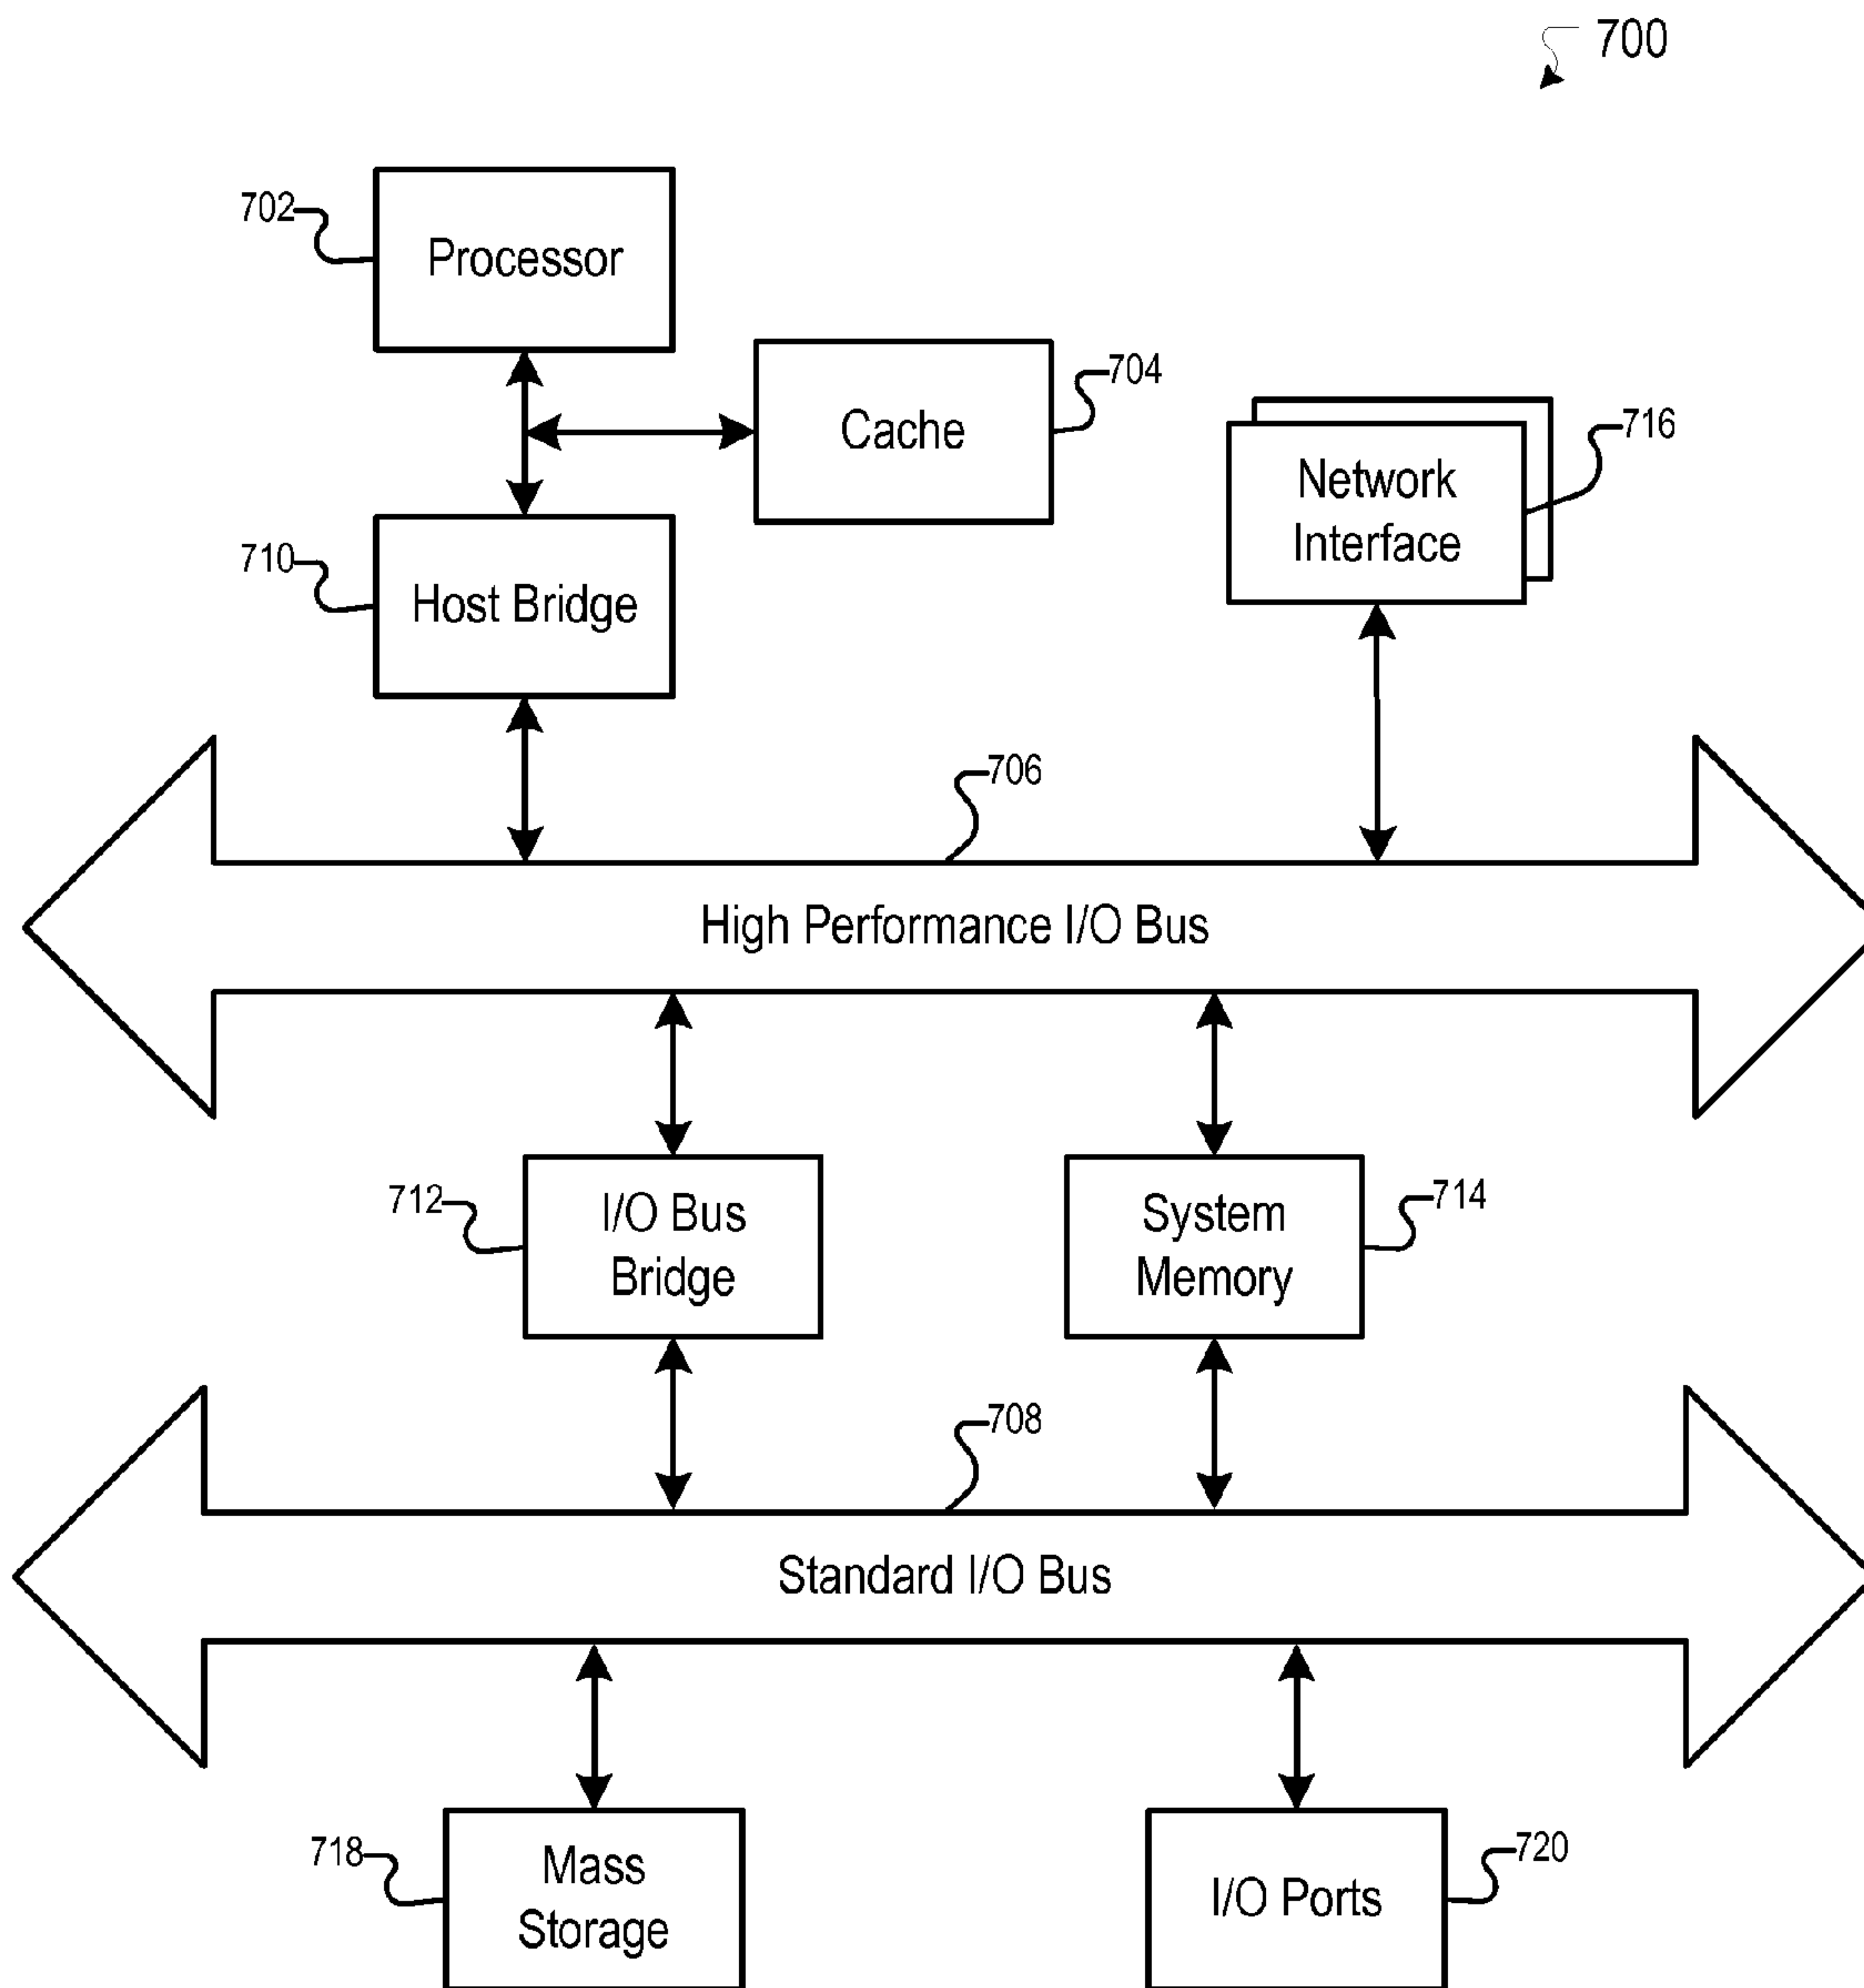 700
702
Processor
704
Cache
716
Network
Interface
710
Host Bridge
706
High Performance I/O Bus
712
I/O Bus
Bridge
System
Memory
714
708
Standard I/O Bus
718
Mass
Storage
I/O Ports
720